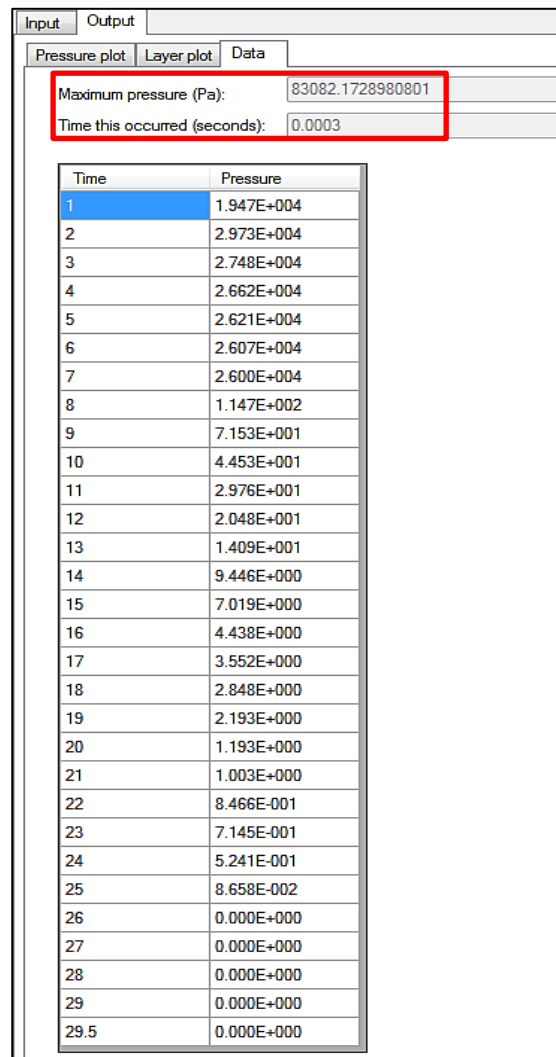 Input Output
Pressure plot Layer plot Data
Maximum pressure (Pa): 83082.1728980801
Time this occurred (seconds): 0.0003
Time Pressure
1 1.947E+004
2 2.973E+004
3 2.748E+004
4 2.662E+004
5 2.621E+004
6 2.607E+004
7 2.600E+004
8 1.147E+002
9 7.153E+001
10 4.453E+001
11 2.976E+001
12 2.048E+001
13 1.409E+001
14 9.446E+000
15 7.019E+000
16 4.438E+000
17 3.552E+000
18 2.848E+000
19 2.193E+000
20 1.193E+000
21 1.003E+000
22 8.466E-001
23 7.145E-001
24 5.241E-001
25 8.658E-002
26 0.000E+000
27 0.000E+000
28 0.000E+000
29 0.000E+000
29.5 0.000E+000